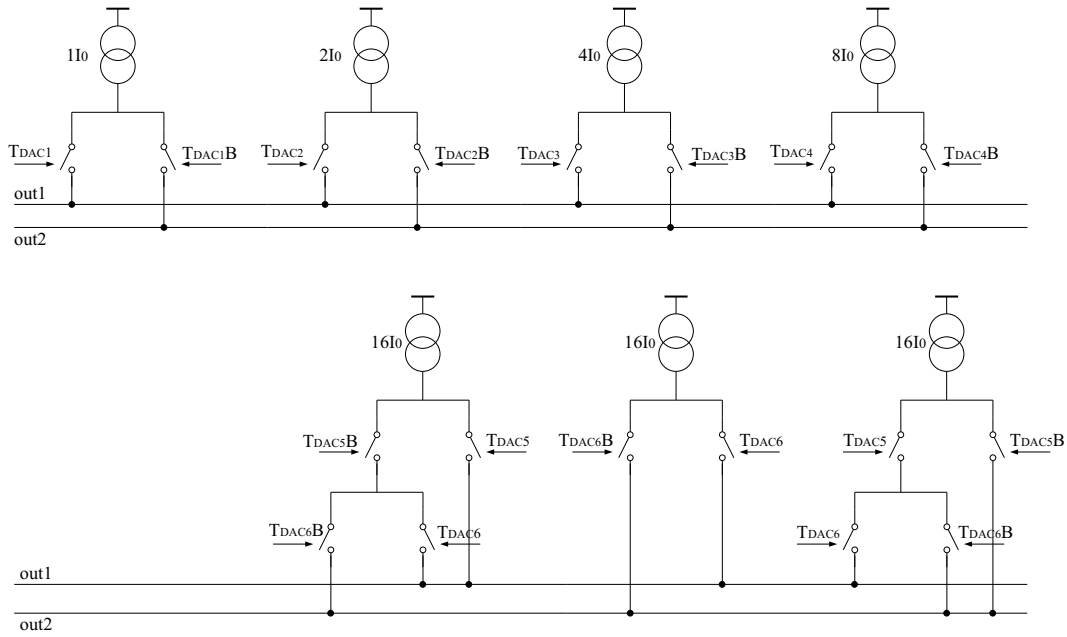 1I0 2I0 4I0 8I0
TDAC1 TDAC1B TDAC2 TDAC2B TDAC3 TDAC3B TDAC4 TDAC4B
out1
out2
16I0 16I0 16I0
TDAC5B TDAC5 TDAC6B TDAC6 TDAC5 TDAC5B
TDAC6B TDAC6 TDAC6 TDAC6B
out1
out2